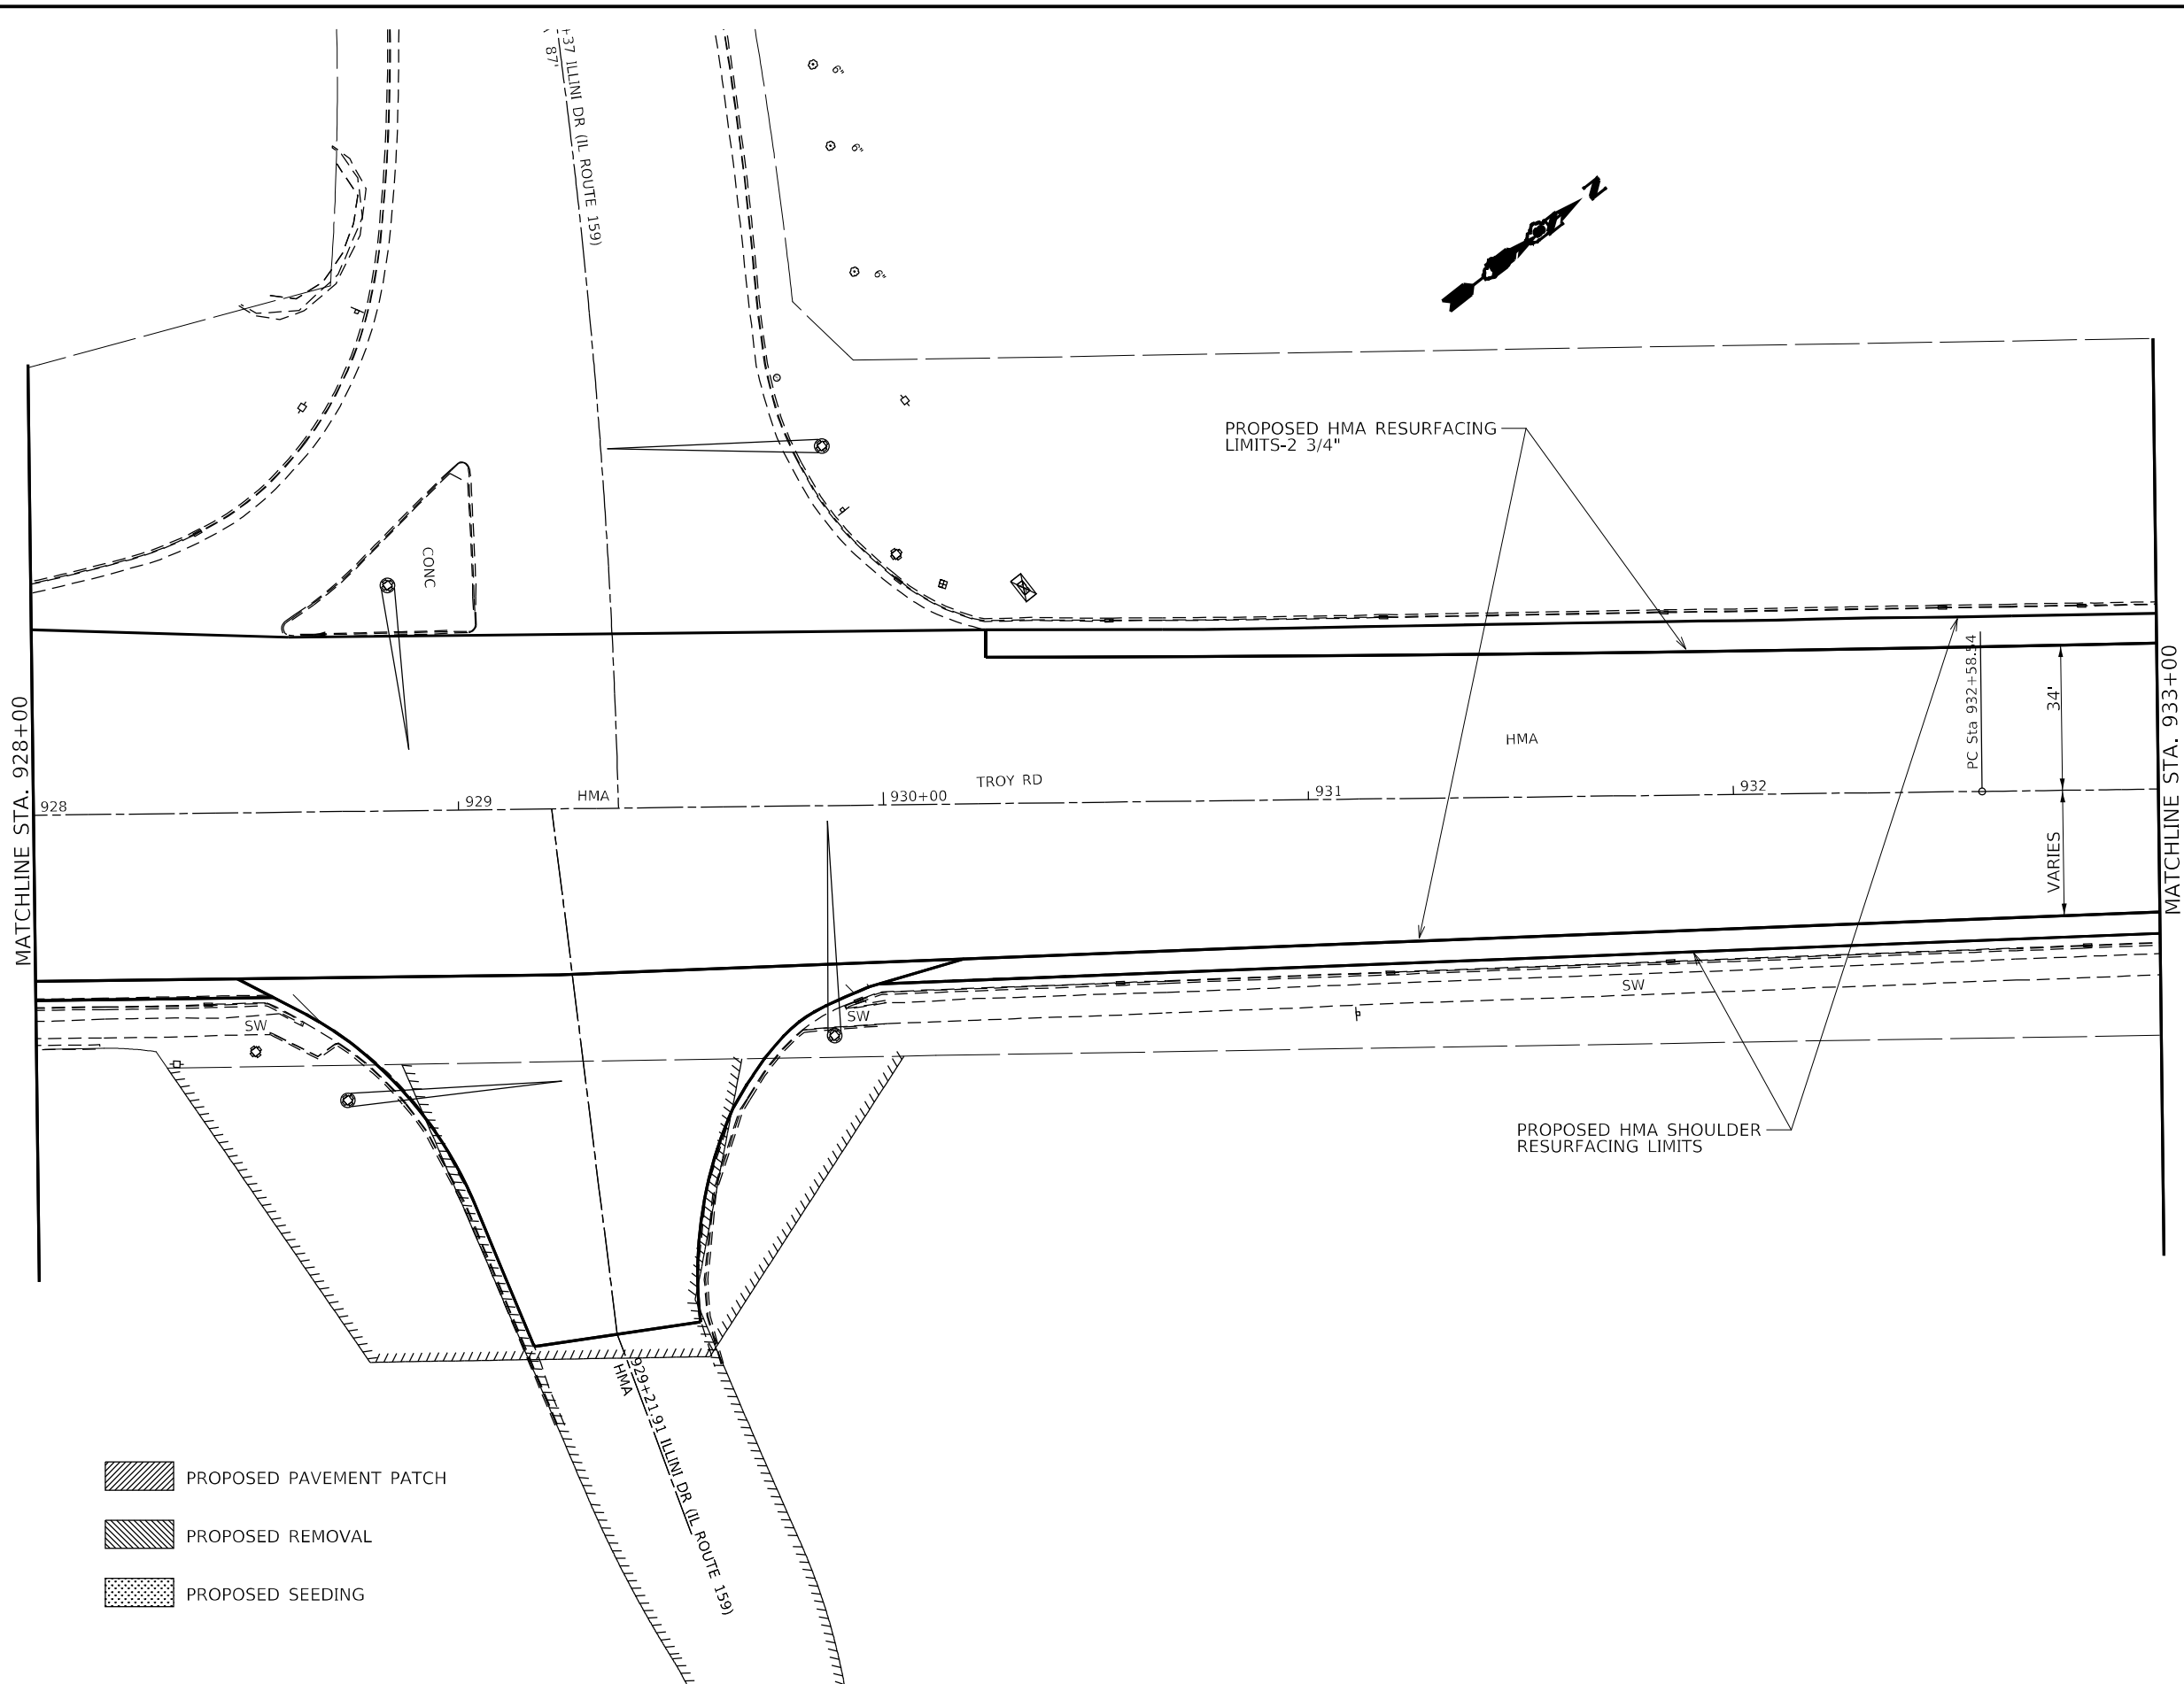 +37 ILLINI DR (IL ROUTE 159)
87'
6"
6"
6"
N
PROPOSED HMA RESURFACING
LIMITS-2 3/4"
CONC
MATCHLINE STA. 928+00
MATCHLINE STA. 933+00
PC Sta 932+58.54
34'
HMA
TROY RD
928
929
HMA
930+00
931
932
VARIES
SW
SW
SW
PROPOSED HMA SHOULDER
RESURFACING LIMITS
929+21.91 ILLINI DR (IL ROUTE 159)
HMA
PROPOSED PAVEMENT PATCH
PROPOSED REMOVAL
PROPOSED SEEDING